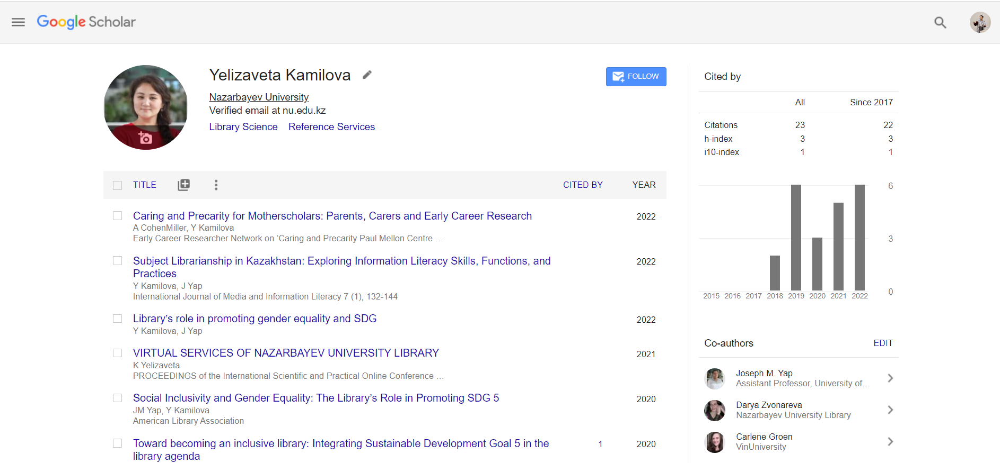 Google Scholar
Yelizaveta Kamilova
FOLLOW
Nazarbayev University
Verified email at nu.edu.kz
Library Science Reference Services
TITLE CITED BY YEAR
Caring and Precarity for Motherscholars: Parents, Carers and Early Career Research 2022
A CohenMiller, Y Kamilova
Early Career Researcher Network on ‘Caring and Precarity Paul Mellon Centre …
Subject Librarianship in Kazakhstan: Exploring Information Literacy Skills, Functions, and 2022
Practices
Y Kamilova, J Yap
International Journal of Media and Information Literacy 7 (1), 132-144
Library’s role in promoting gender equality and SDG 2022
Y Kamilova, J Yap
VIRTUAL SERVICES OF NAZARBAYEV UNIVERSITY LIBRARY 2021
K Yelizaveta
PROCEEDINGS of the International Scientific and Practical Online Conference …
Social Inclusivity and Gender Equality: The Library’s Role in Promoting SDG 5 2020
JM Yap, Y Kamilova
American Library Association
Toward becoming an inclusive library: Integrating Sustainable Development Goal 5 in the 1 2020
library agenda
Cited by
All Since 2017
Citations 23 22
h-index 3 3
i10-index 1 1
6
3
0
2015 2016 2017 2018 2019 2020 2021 2022
Co-authors EDIT
Joseph M. Yap
Assistant Professor, University of…
Darya Zvonareva
Nazarbayev University Library
Carlene Groen
VinUniversity